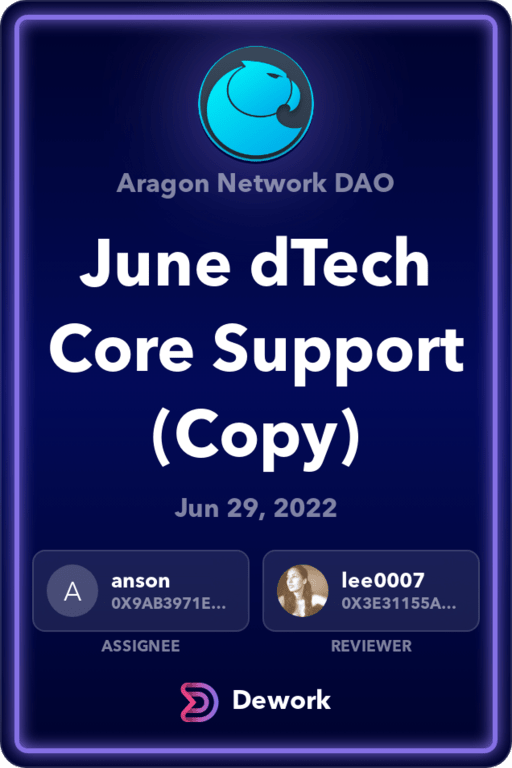 Aragon Network DAO
June dTech
Core Support
(Copy)
Jun 29, 2022
A
anson
0X9AB3971E...
ASSIGNEE
lee0007
0X3E31155A...
REVIEWER
Dework